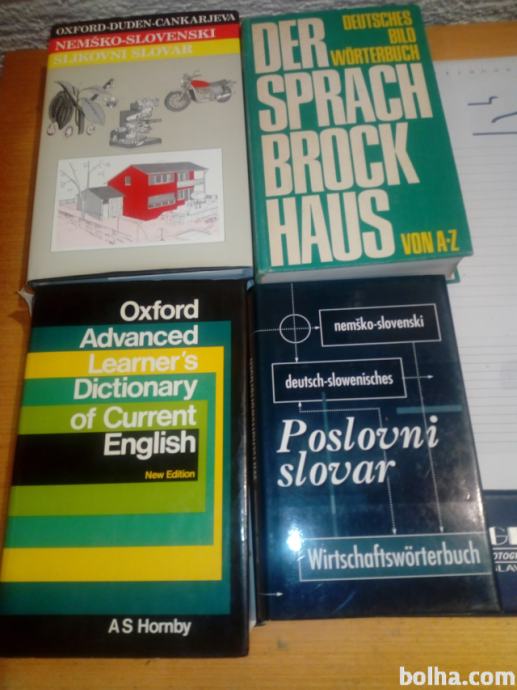 OXFORD-DUDEN-CANKARJEVA
NEMŠKO-SLOVENSKI
SLIKOVNI SLOVAR
DEUTSCHES
BILD
WÖRTERBUCH
DER
SPRACH
BROCK
HAUS
VON A-Z
Oxford
Advanced
Learner's
Dictionary
of Current
English
New Edition
A S Hornby
nemško-slovenski
deutsch-slowenisches
Poslovni
slovar
Wirtschaftswörterbuch
bolha.com